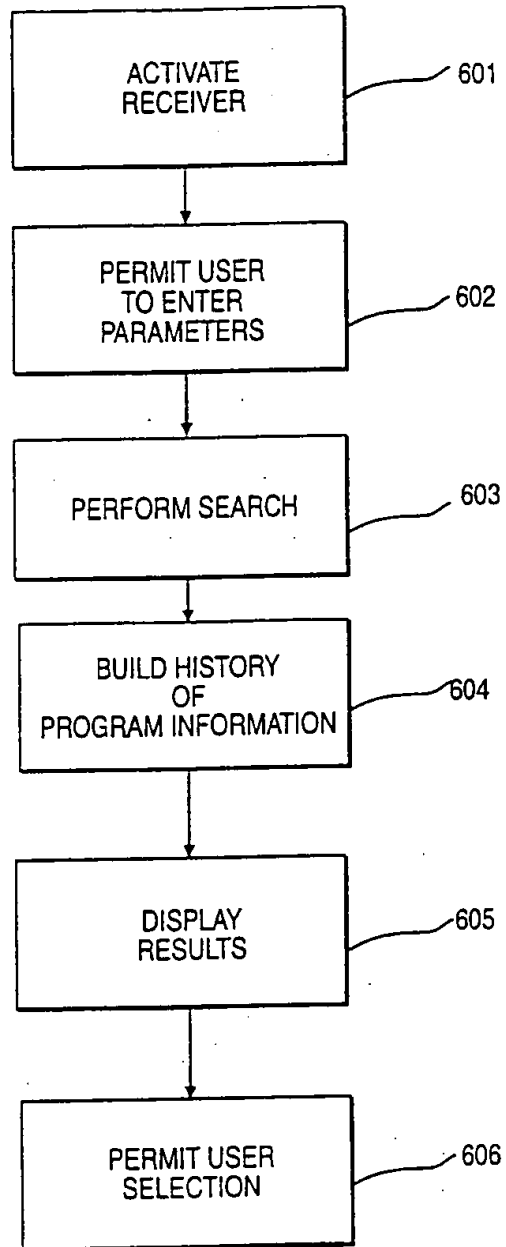 ACTIVATE
RECEIVER
601
PERMIT USER
TO ENTER
PARAMETERS
602
PERFORM SEARCH
603
BUILD HISTORY
OF
PROGRAM INFORMATION
604
DISPLAY
RESULTS
605
PERMIT USER
SELECTION
606